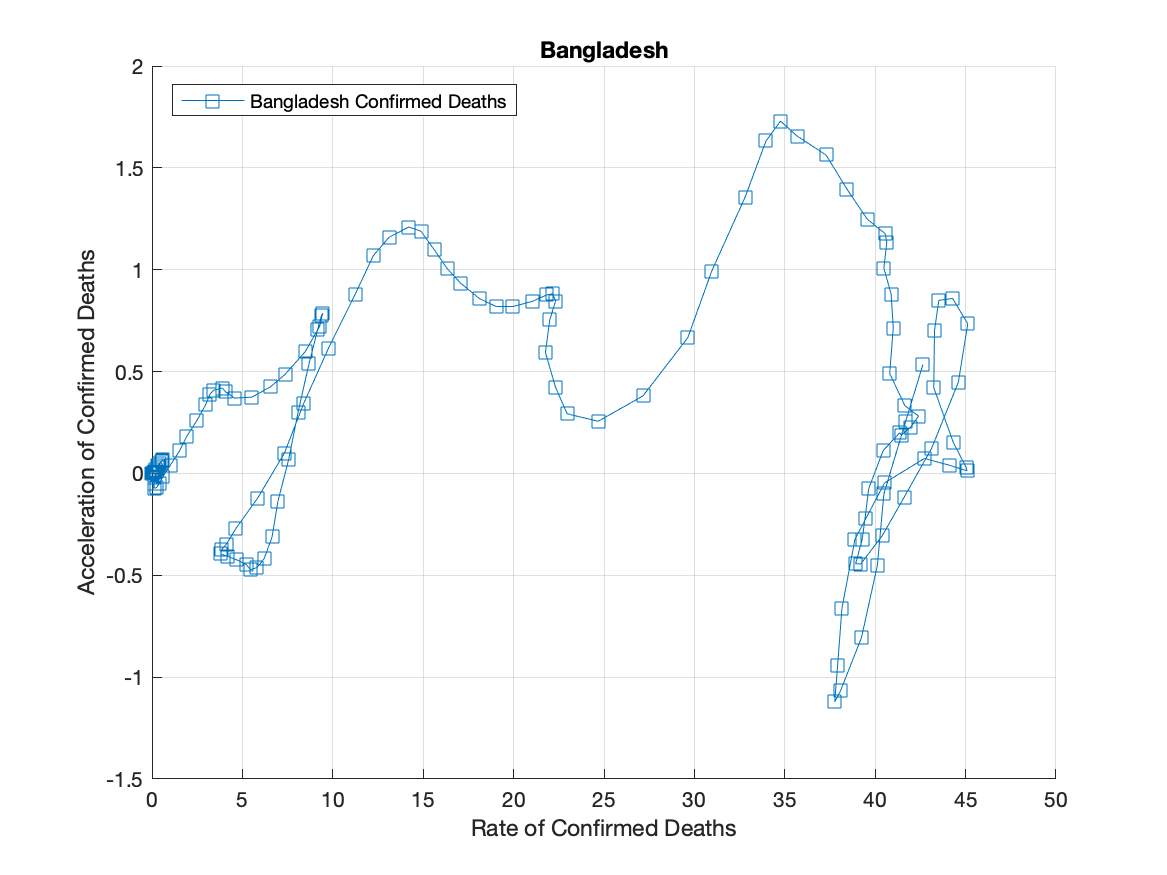 Bangladesh
Bangladesh Confirmed Deaths
Acceleration of Confirmed Deaths
2
1.5
1
0.5
0
-0.5
-1
-1.5
0 5 10 15 20 25 30 35 40 45 50
Rate of Confirmed Deaths